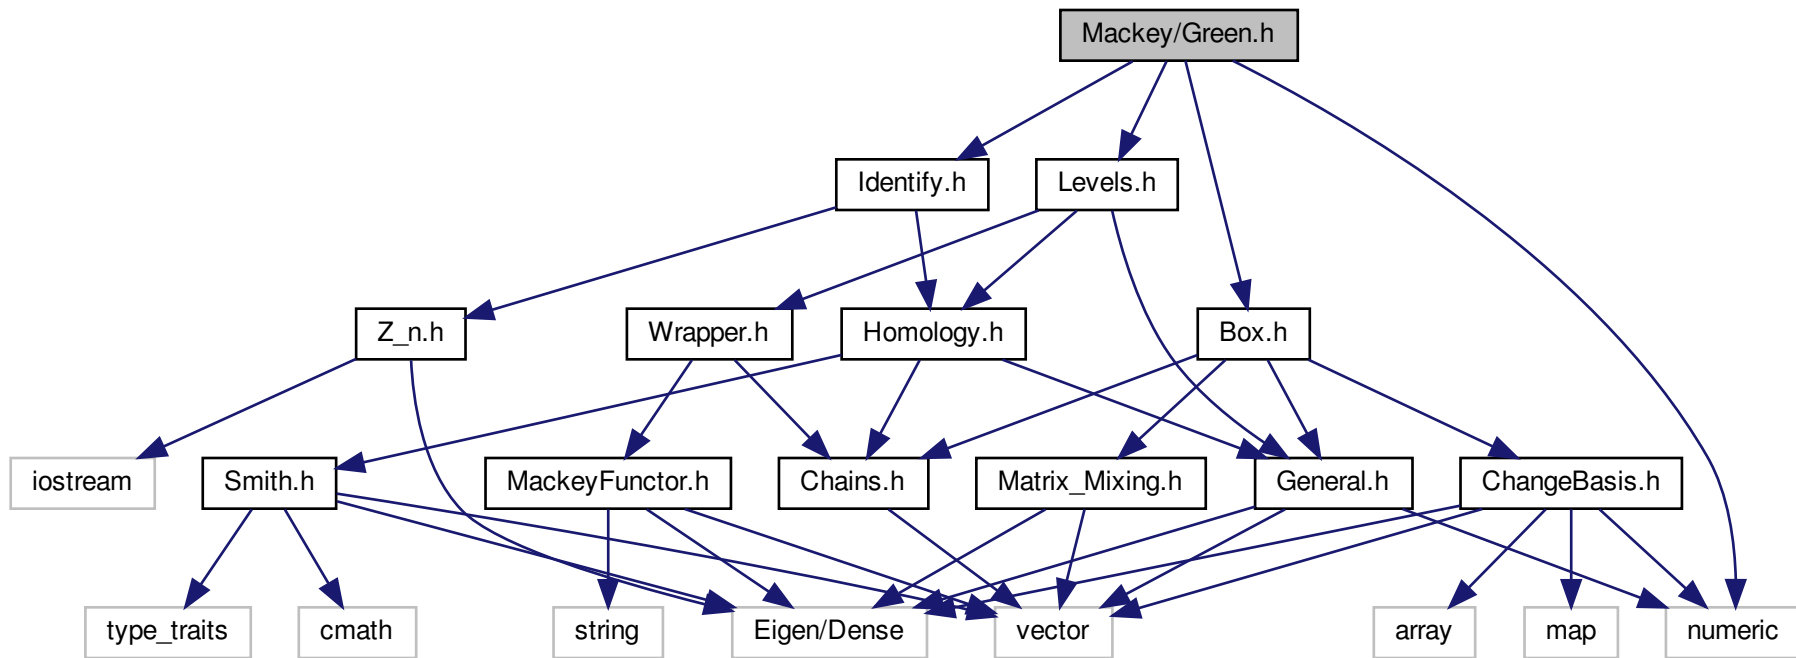 Mackey/Green.h
Identify.h
Levels.h
Z_n.h
Wrapper.h
Homology.h
Box.h
iostream
Smith.h
MackeyFunctor.h
Chains.h
Matrix_Mixing.h
General.h
ChangeBasis.h
type_traits
cmath
string
Eigen/Dense
vector
array
map
numeric